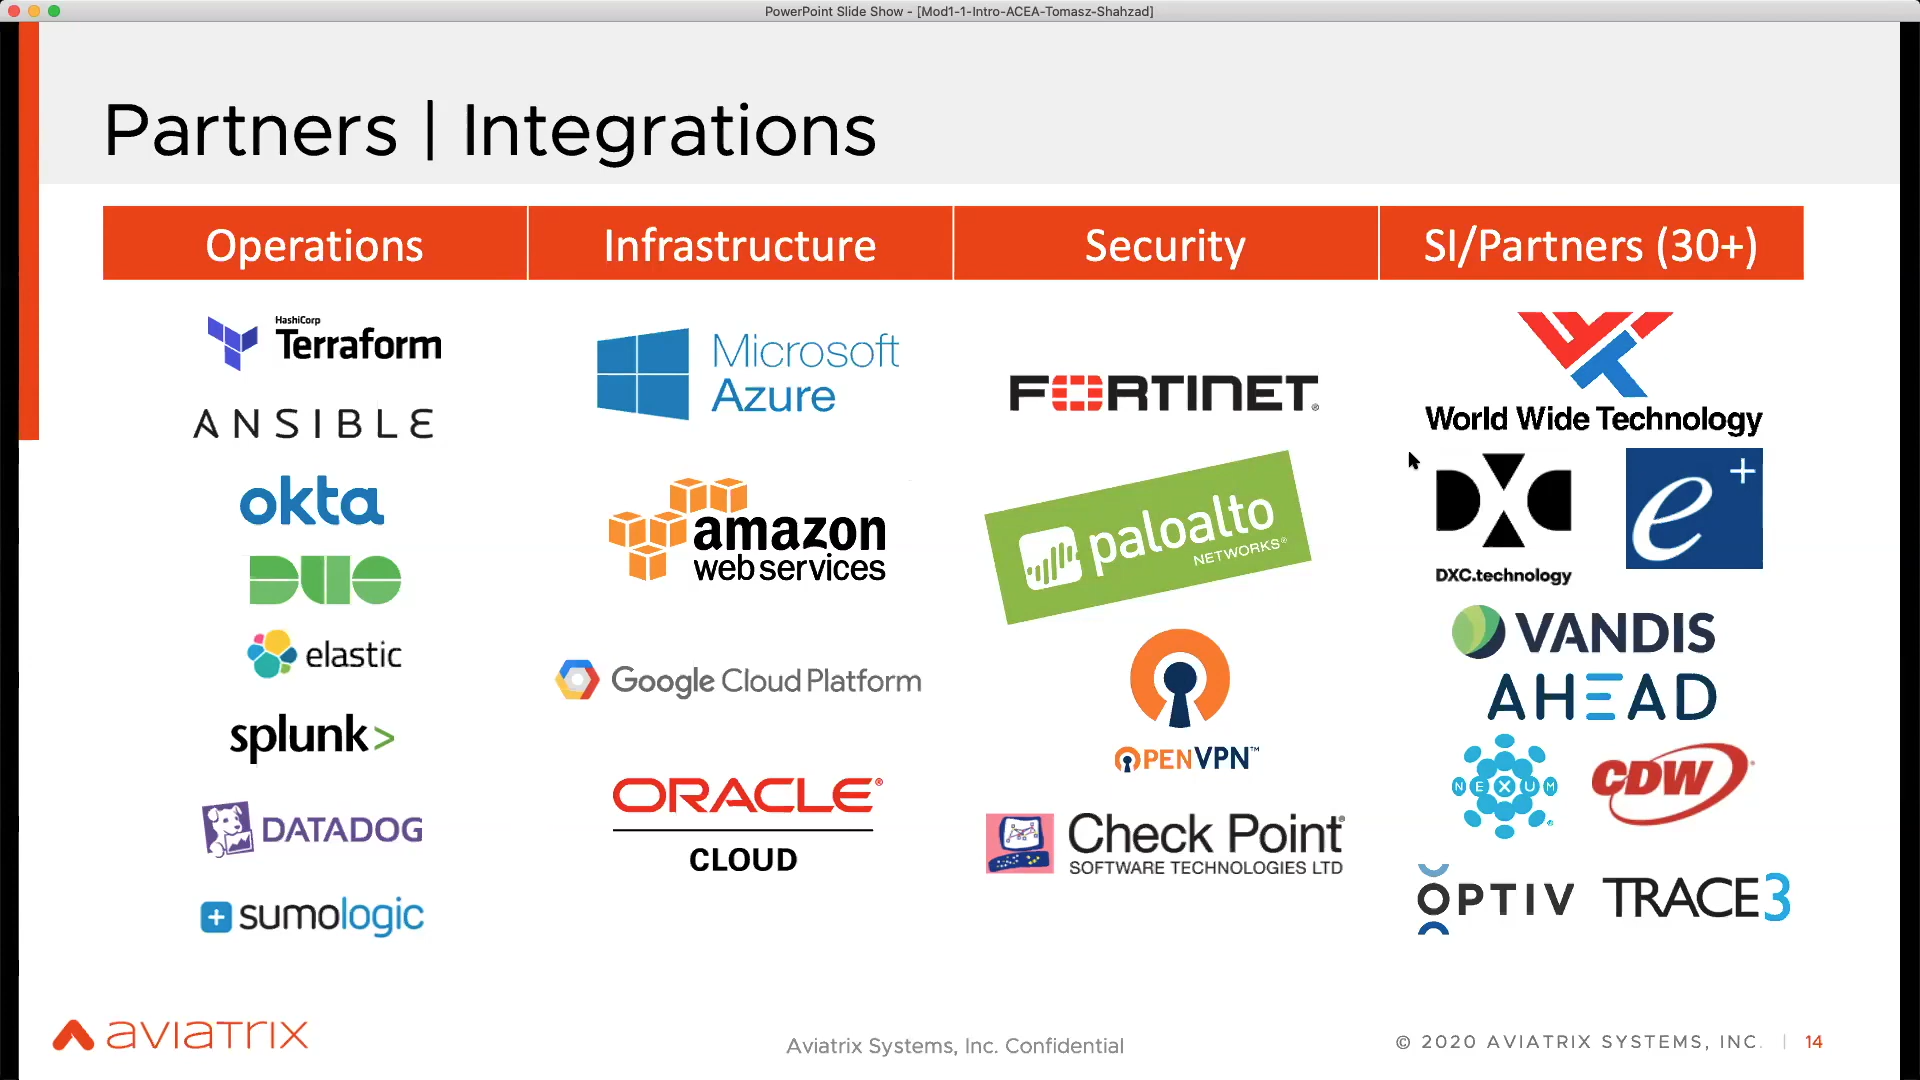 PowerPoint Slide Show - [Mod1-1-Intro-ACEA-Tomasz-Shahzad]
Partners | Integrations
Operations
Infrastructure
Security
SI/Partners (30+)
HashiCorp
Terraform
ANSIBLE
okta
DUO
elastic
splunk>
DATADOG
sumologic
Microsoft
Azure
amazon
web services
Google Cloud Platform
ORACLE®
CLOUD
FORTINET®
paloalto
NETWORKS®
OPENVPN™
Check Point®
SOFTWARE TECHNOLOGIES LTD
World Wide Technology
DXC
DXC.technology
e+
VANDIS
AHEAD
NEXUM®
CDW
OPTIV
TRACE3
aviatrix
Aviatrix Systems, Inc. Confidential
© 2020 AVIATRIX SYSTEMS, INC. | 14